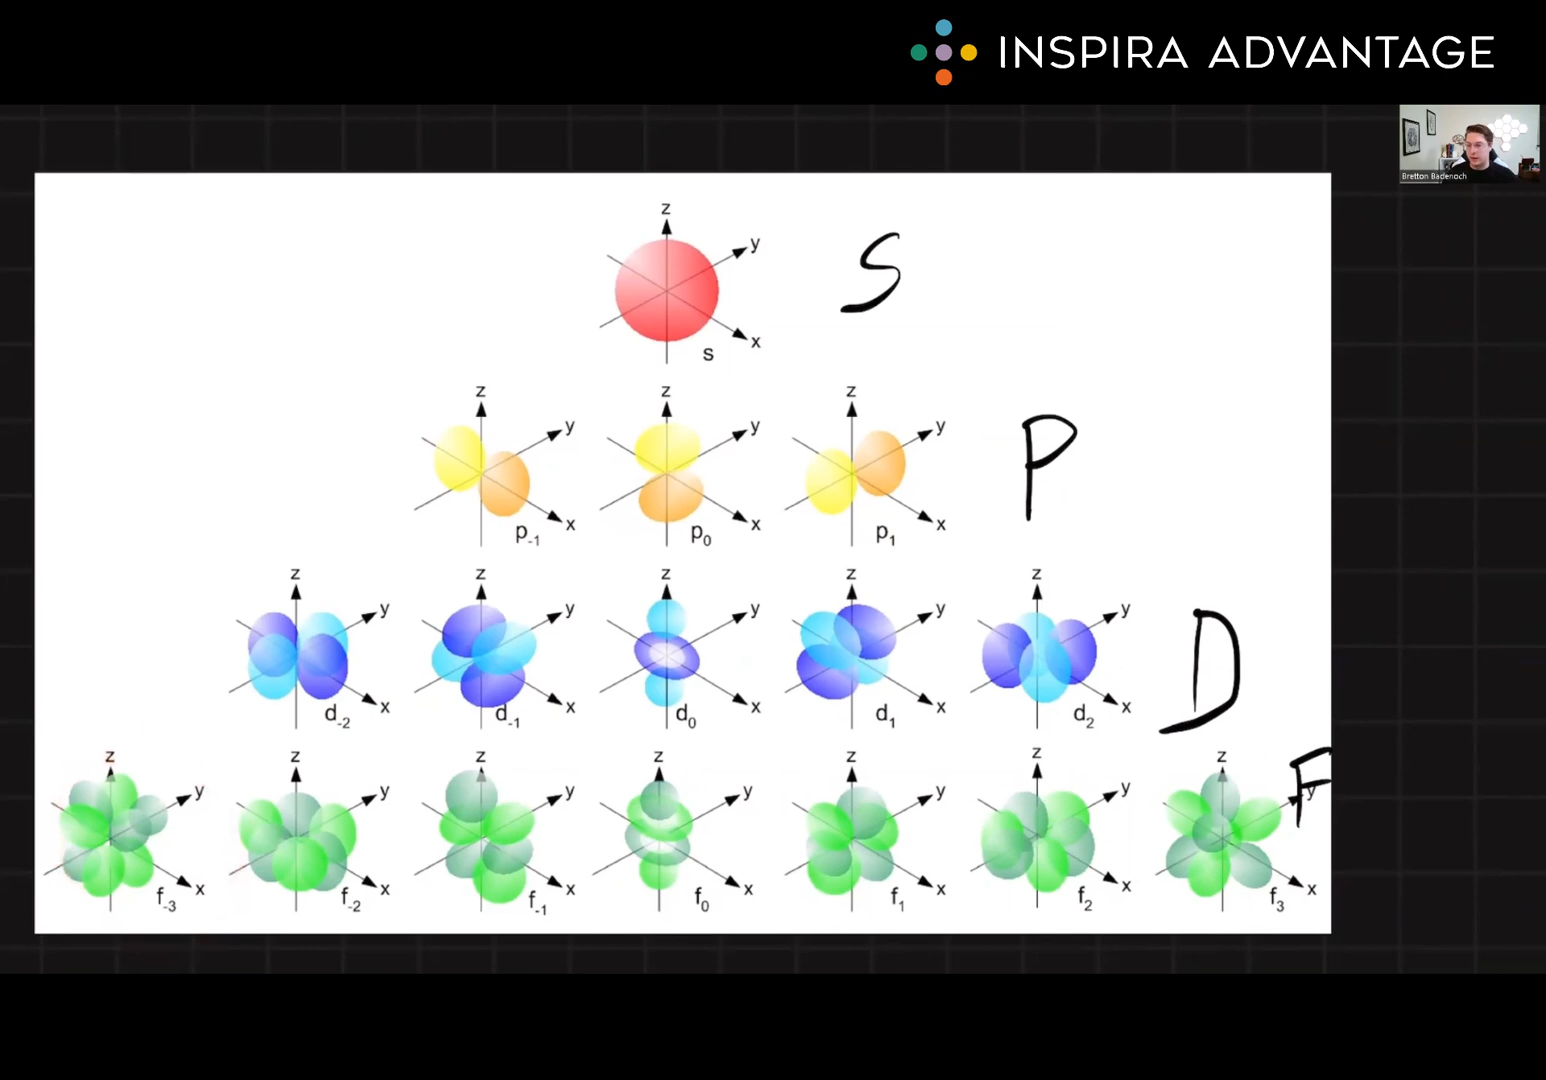 INSPIRA ADVANTAGE
Bretton Badenoch
z
y
S
x
s
z z z
y y y
P
x x x
p-1 p0 p1
z z z z z
y y y y y
D
x x x x x
d-2 d-1 d0 d1 d2
F
z z z z z z z
y y y y y y y
x x x x x x x
f-3 f-2 f-1 f0 f1 f2 f3